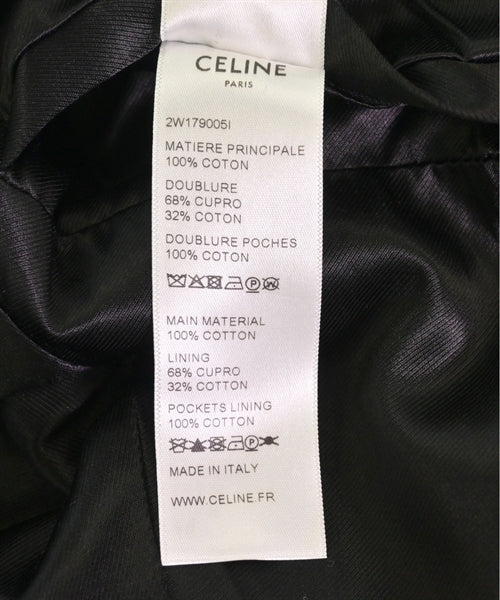 CELINE
PARIS
2W179005I
MATIERE PRINCIPALE
100% COTON
DOUBLURE
68% CUPRO
32% COTON
DOUBLURE POCHES
100% COTON
MAIN MATERIAL
100% COTTON
LINING
68% CUPRO
32% COTTON
POCKETS LINING
100% COTTON
MADE IN ITALY
WWW.CELINE.FR